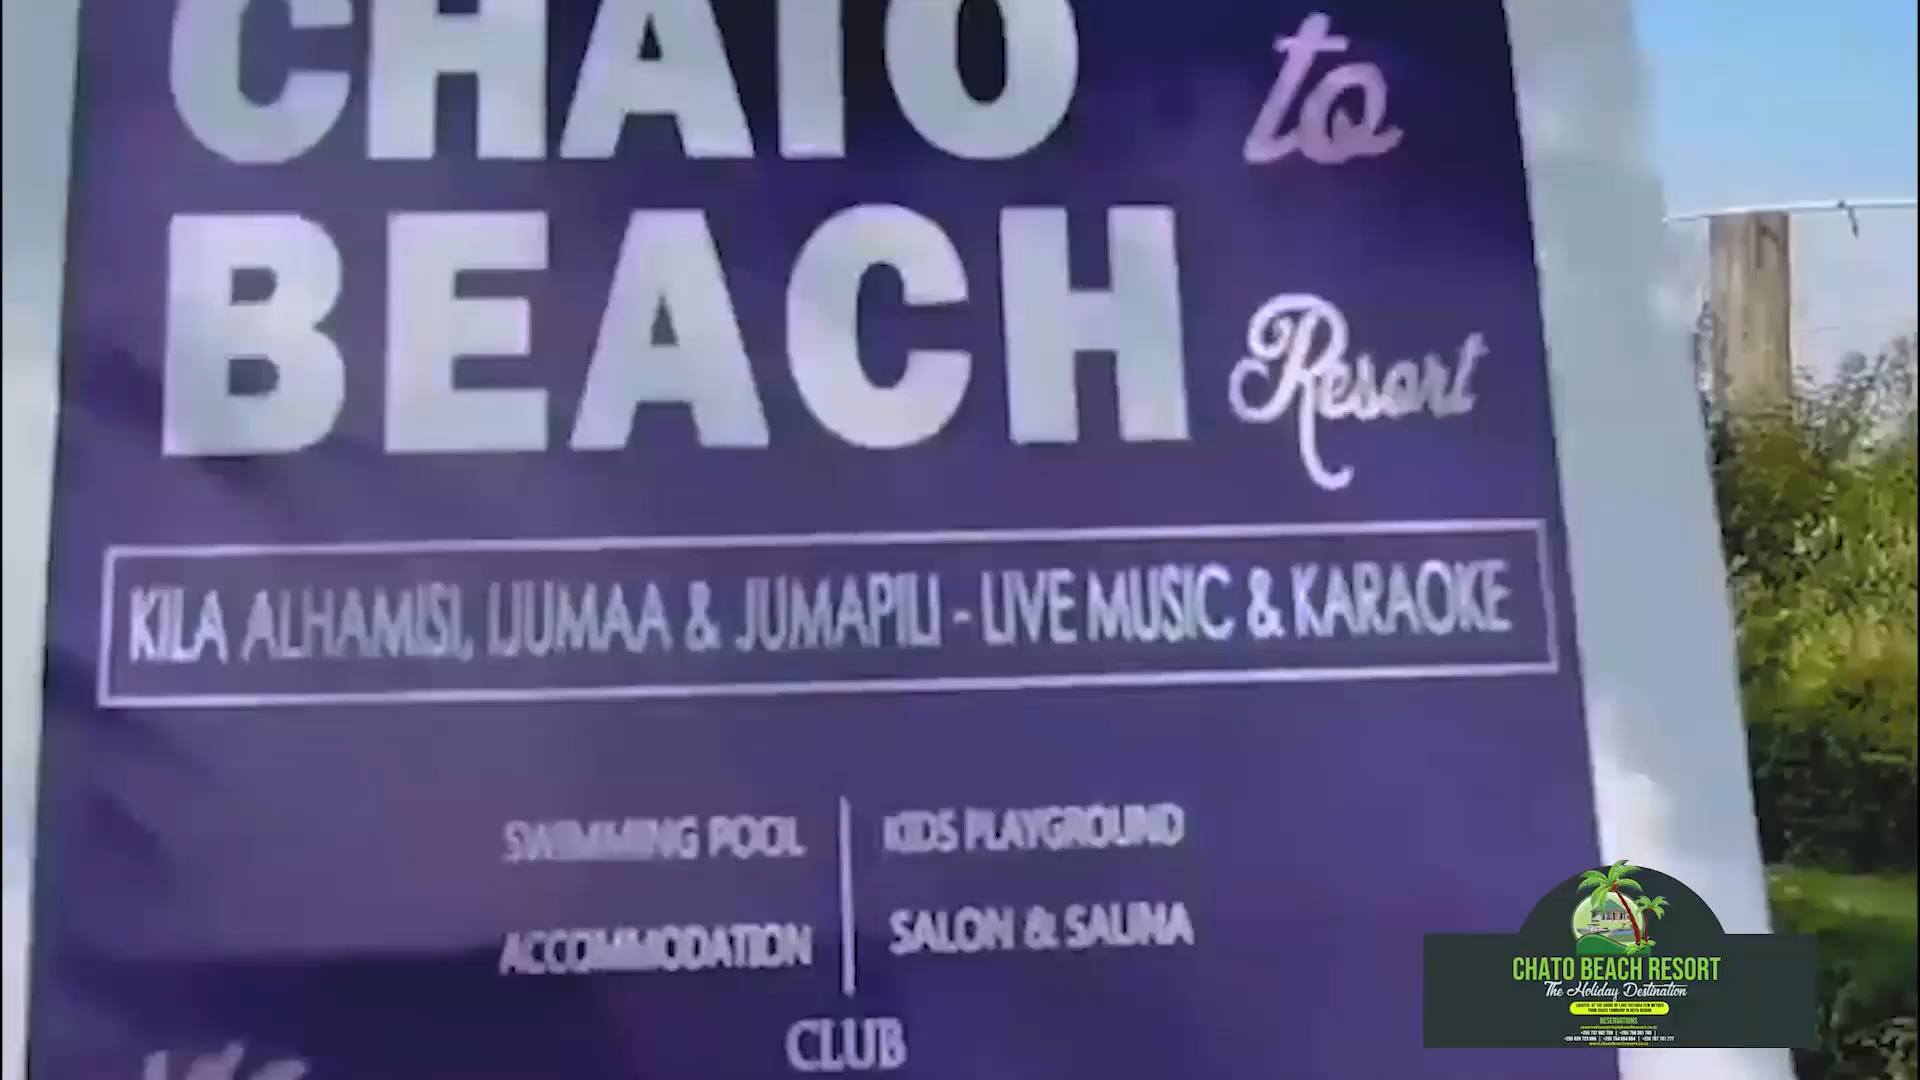 CHATO to
BEACH Resort
KILA ALHAMISI, IJUMAA & JUMAPILI - LIVE MUSIC & KARAOKE
SWIMMING POOL
KIDS PLAYGROUND
ACCOMMODATION
SALON & SAUNA
CLUB
CHATO BEACH RESORT
The Holiday Destination
RESERVATIONS